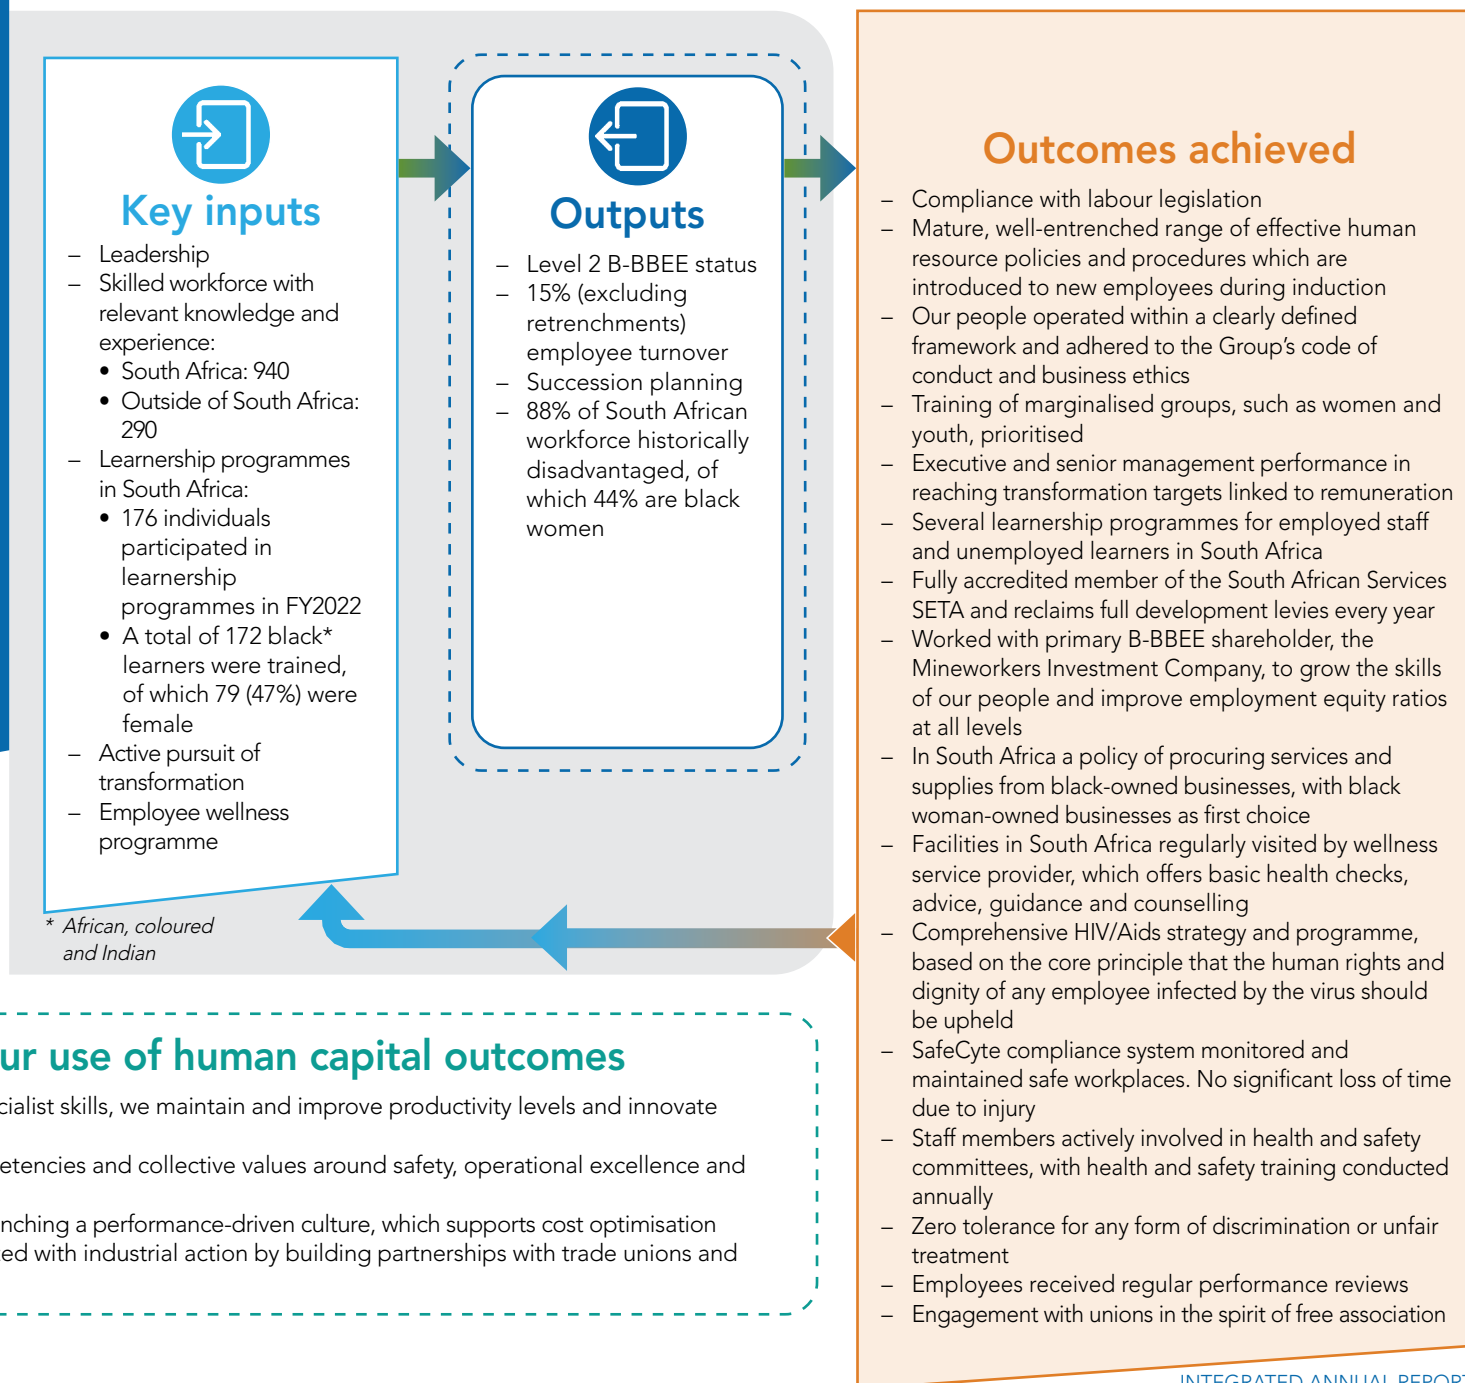 Key inputs
– Leadership
– Skilled workforce with
relevant knowledge and
experience:
• South Africa: 940
• Outside of South Africa:
290
– Learnership programmes
in South Africa:
• 176 individuals
participated in
learnership
programmes in FY2022
• A total of 172 black*
learners were trained,
of which 79 (47%) were
female
– Active pursuit of
transformation
– Employee wellness
programme
* African, coloured
and Indian
Outputs
– Level 2 B-BBEE status
– 15% (excluding
retrenchments)
employee turnover
– Succession planning
– 88% of South African
workforce historically
disadvantaged, of
which 44% are black
women
Outcomes achieved
– Compliance with labour legislation
– Mature, well-entrenched range of effective human
resource policies and procedures which are
introduced to new employees during induction
– Our people operated within a clearly defined
framework and adhered to the Group’s code of
conduct and business ethics
– Training of marginalised groups, such as women and
youth, prioritised
– Executive and senior management performance in
reaching transformation targets linked to remuneration
– Several learnership programmes for employed staff
and unemployed learners in South Africa
– Fully accredited member of the South African Services
SETA and reclaims full development levies every year
– Worked with primary B-BBEE shareholder, the
Mineworkers Investment Company, to grow the skills
of our people and improve employment equity ratios
at all levels
– In South Africa a policy of procuring services and
supplies from black-owned businesses, with black
woman-owned businesses as first choice
– Facilities in South Africa regularly visited by wellness
service provider, which offers basic health checks,
advice, guidance and counselling
– Comprehensive HIV/Aids strategy and programme,
based on the core principle that the human rights and
dignity of any employee infected by the virus should
be upheld
– SafeCyte compliance system monitored and
maintained safe workplaces. No significant loss of time
due to injury
– Staff members actively involved in health and safety
committees, with health and safety training conducted
annually
– Zero tolerance for any form of discrimination or unfair
treatment
– Employees received regular performance reviews
– Engagement with unions in the spirit of free association
ur use of human capital outcomes
cialist skills, we maintain and improve productivity levels and innovate
etencies and collective values around safety, operational excellence and
nching a performance-driven culture, which supports cost optimisation
ted with industrial action by building partnerships with trade unions and
INTEGRATED ANNUAL REPORT